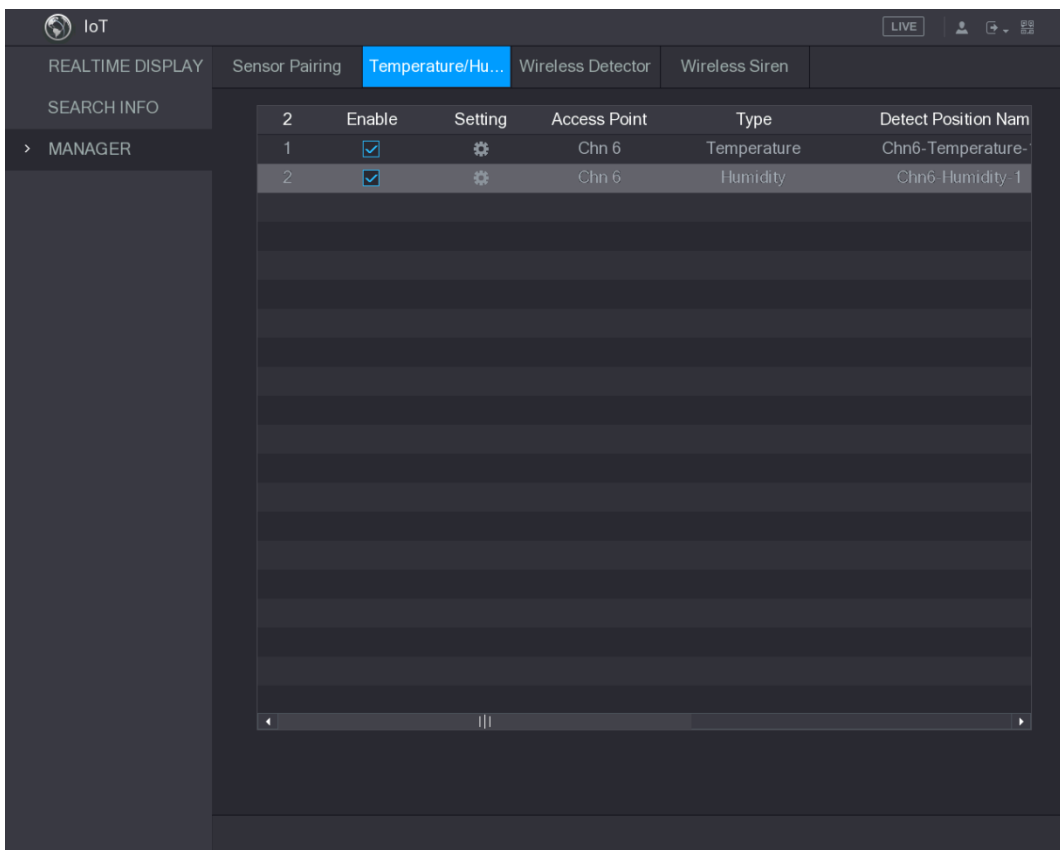 IoT
LIVE
REALTIME DISPLAY
SEARCH INFO
MANAGER
Sensor Pairing Temperature/Hu... Wireless Detector Wireless Siren
2 Enable Setting Access Point Type Detect Position Nam
1 Chn 6 Temperature Chn6-Temperature-
2 Chn 6 Humidity Chn6-Humidity-1